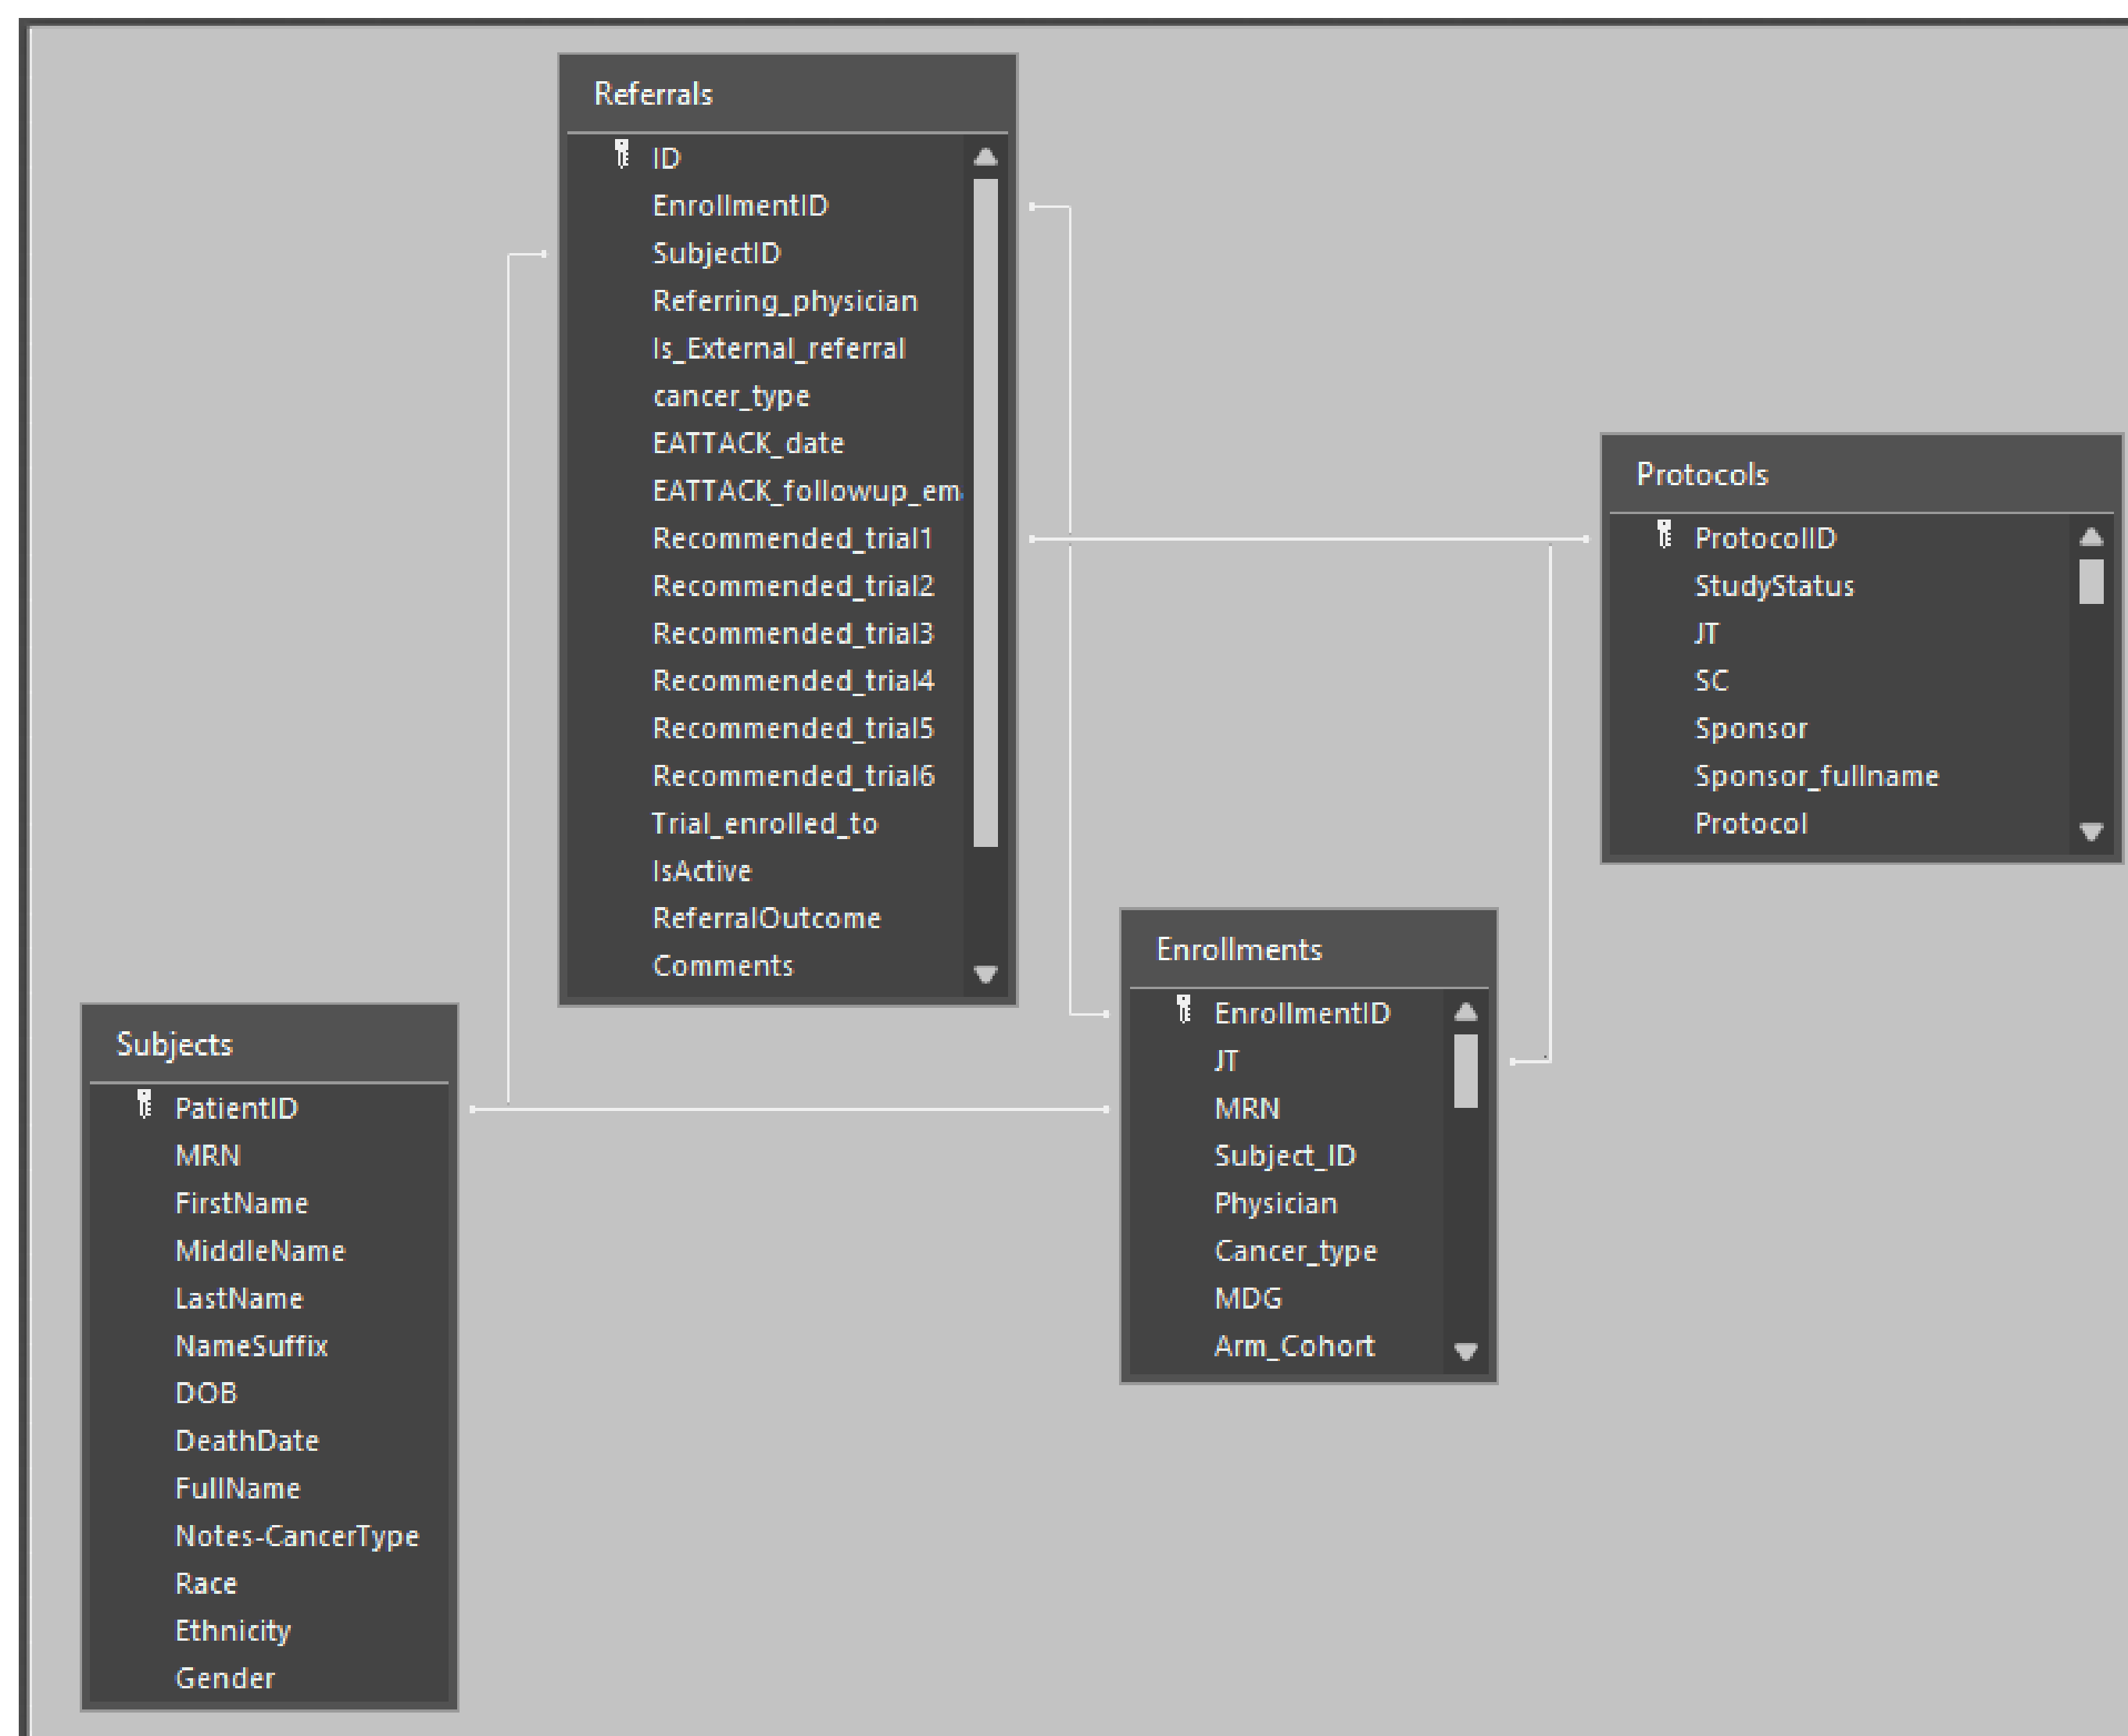 Referrals
ID
EnrollmentID
SubjectID
Referring_physician
Is_External_referral
cancer_type
EATTACK_date
EATTACK_followup_em
Recommended_trial1
Recommended_trial2
Recommended_trial3
Recommended_trial4
Recommended_trial5
Recommended_trial6
Trial_enrolled_to
IsActive
ReferralOutcome
Comments
Protocols
ProtocolID
StudyStatus
JT
SC
Sponsor
Sponsor_fullname
Protocol
Enrollments
EnrollmentID
JT
MRN
Subject_ID
Physician
Cancer_type
MDG
Arm_Cohort
Subjects
PatientID
MRN
FirstName
MiddleName
LastName
NameSuffix
DOB
DeathDate
FullName
Notes-CancerType
Race
Ethnicity
Gender